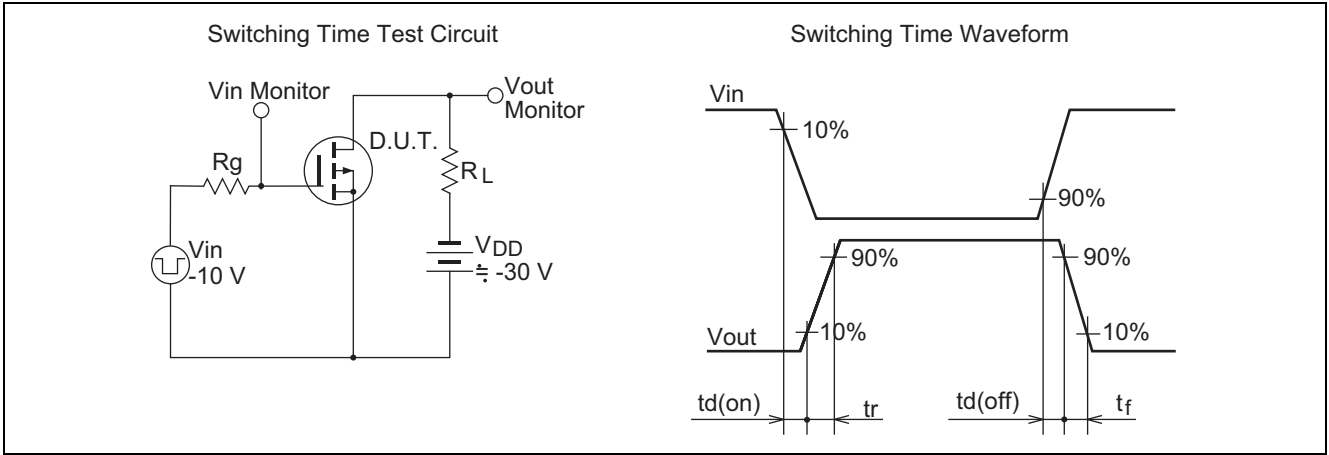 Switching Time Test Circuit
Vin Monitor
Vout
Monitor
D.U.T.
Rg
RL
Vin
-10 V
VDD
≒ -30 V
Switching Time Waveform
Vin
10%
90%
90%
90%
Vout
10%
10%
td(on)
tr
td(off)
tf